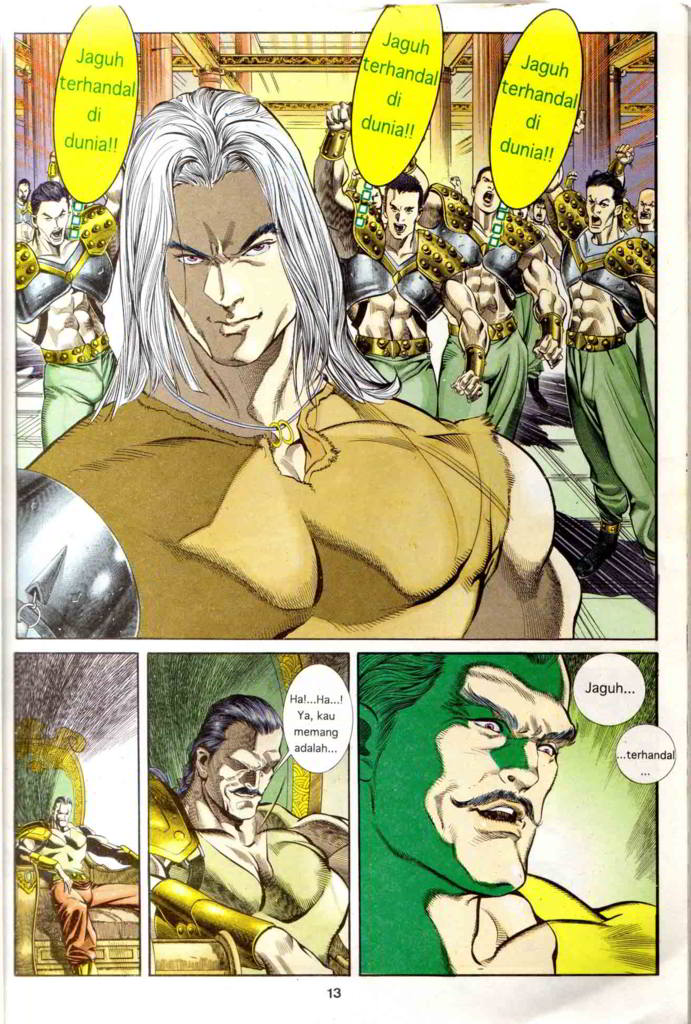 Jaguh
terhandal
di
dunia!!
Jaguh
terhandal
di
dunia!!
Jaguh
terhandal
di
dunia!!
Ha!...Ha...!
Ya, kau
memang
adalah...
Jaguh...
...terhandal
...
13